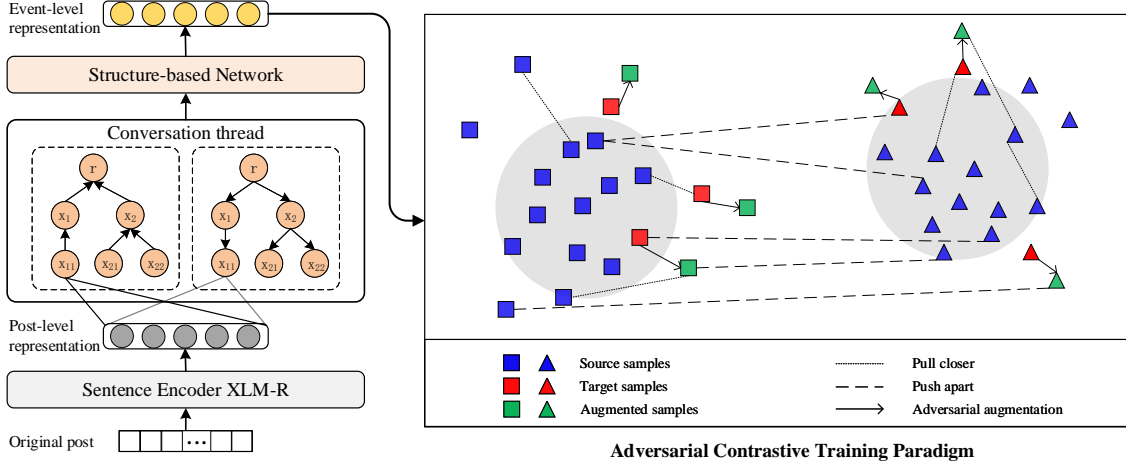 Event-level
representation
Structure-based Network
Conversation thread
r
x1
x2
x11
x21
x22
r
x1
x2
x11
x21
x22
Post-level
representation
Sentence Encoder XLM-R
Original post
...
Source samples
Target samples
Augmented samples
Pull closer
Push apart
Adversarial augmentation
Adversarial Contrastive Training Paradigm